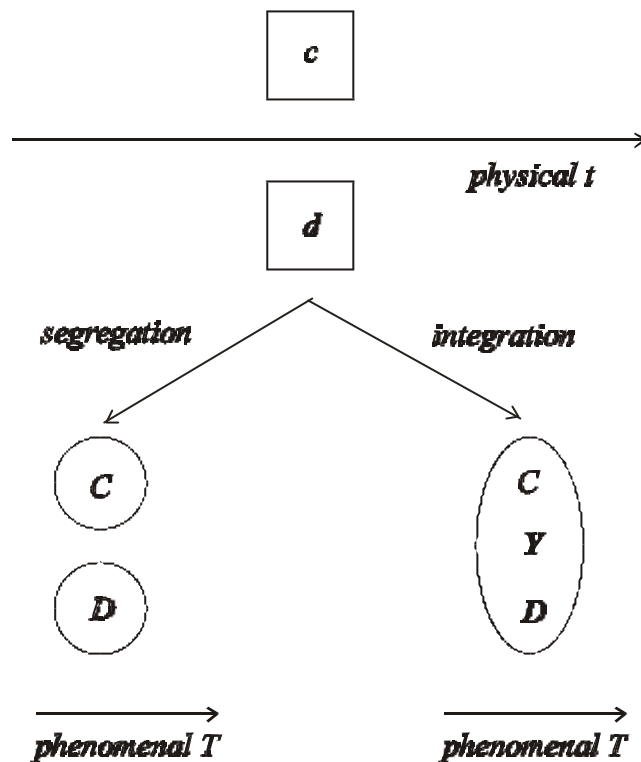 c
physical t
d
segregation
integration
C
C
Y
D
D
phenomenal T
phenomenal T